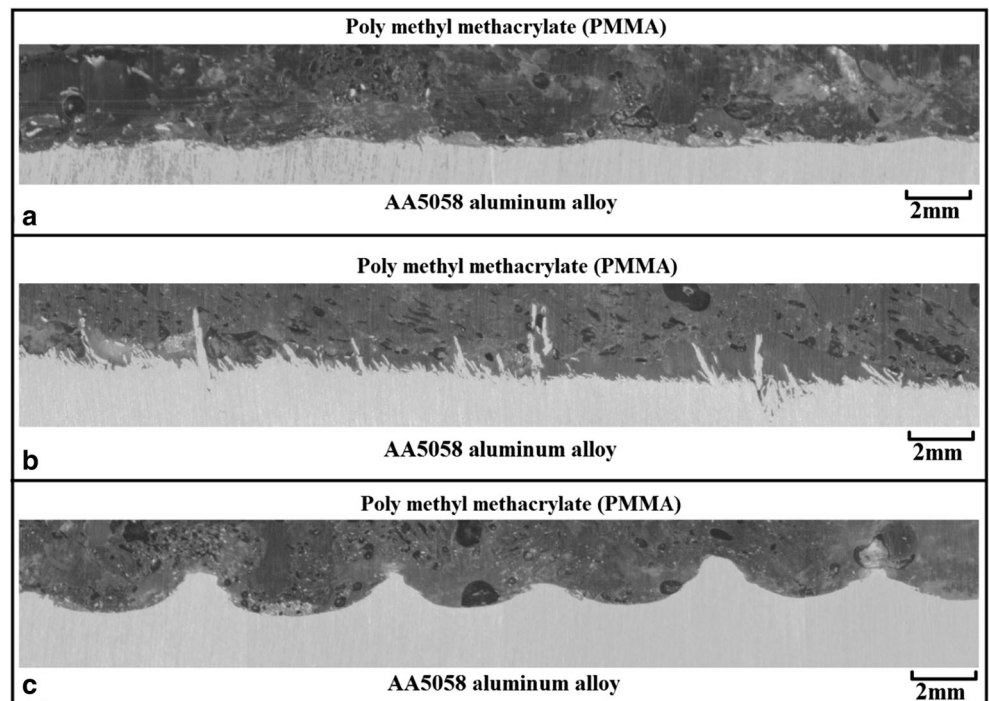 Poly methyl methacrylate (PMMA)
AA5058 aluminum alloy
a
2mm
Poly methyl methacrylate (PMMA)
AA5058 aluminum alloy
b
2mm
Poly methyl methacrylate (PMMA)
AA5058 aluminum alloy
c
2mm